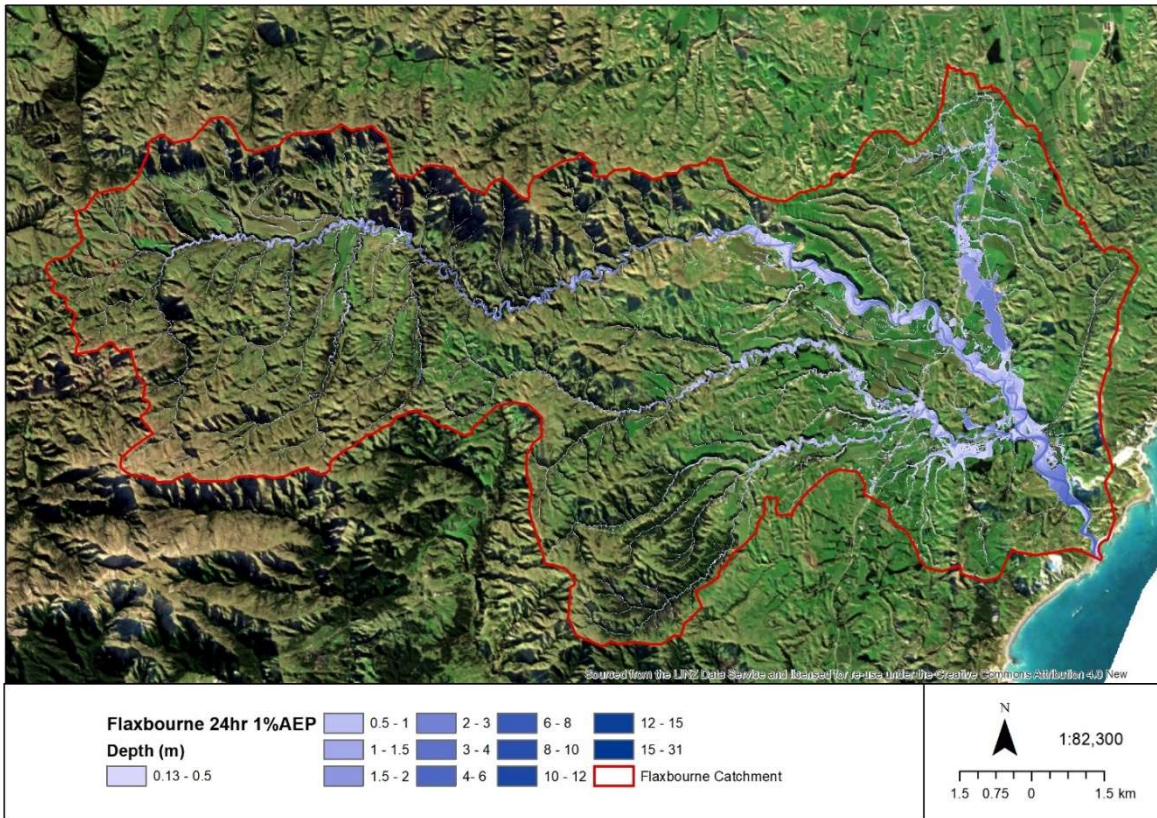 Sourced from the LINZ Data Service and licensed for re-use under the Creative Commons Attribution 4.0 New
Flaxbourne 24hr 1%AEP
Depth (m)
0.13 - 0.5
0.5 - 1
1 - 1.5
1.5 - 2
2 - 3
3 - 4
4- 6
6 - 8
8 - 10
10 - 12
12 - 15
15 - 31
Flaxbourne Catchment
N
1:82,300
1.5 0.75 0 1.5 km